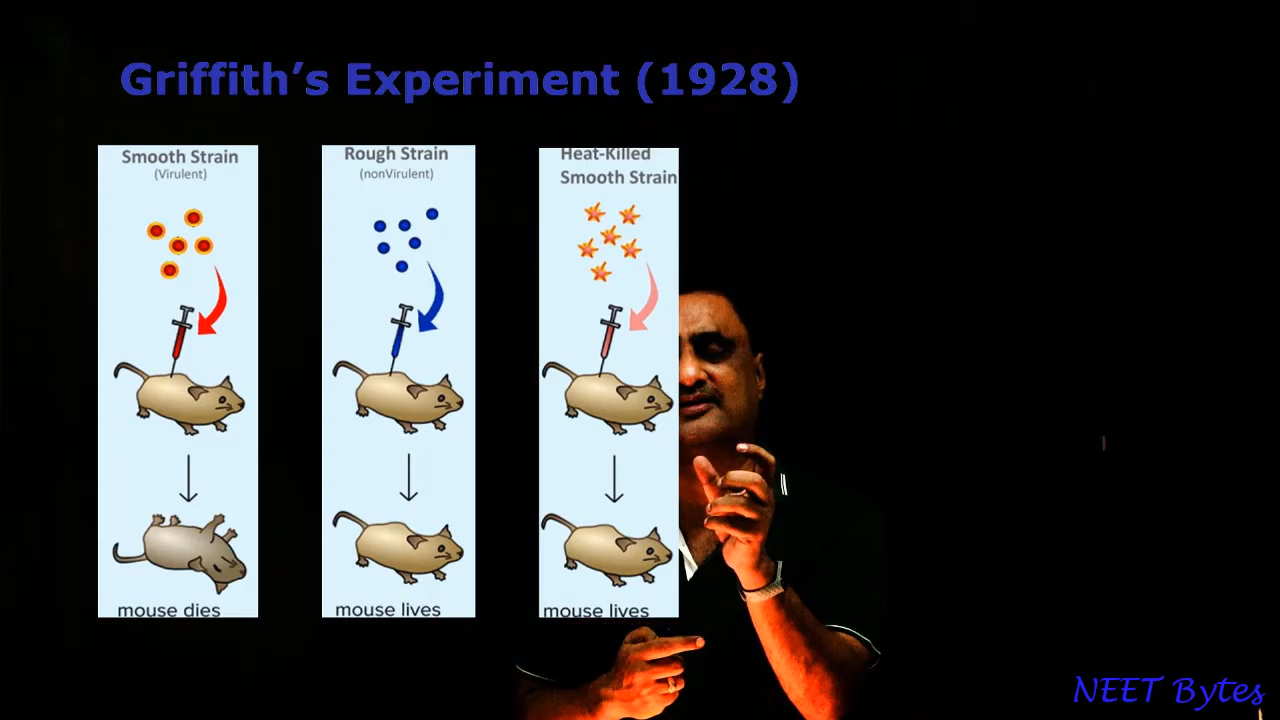 Griffith’s Experiment (1928)
Smooth Strain
(Virulent)
mouse dies
Rough Strain
(nonVirulent)
mouse lives
Heat-Killed
Smooth Strain
mouse lives
NEET Bytes